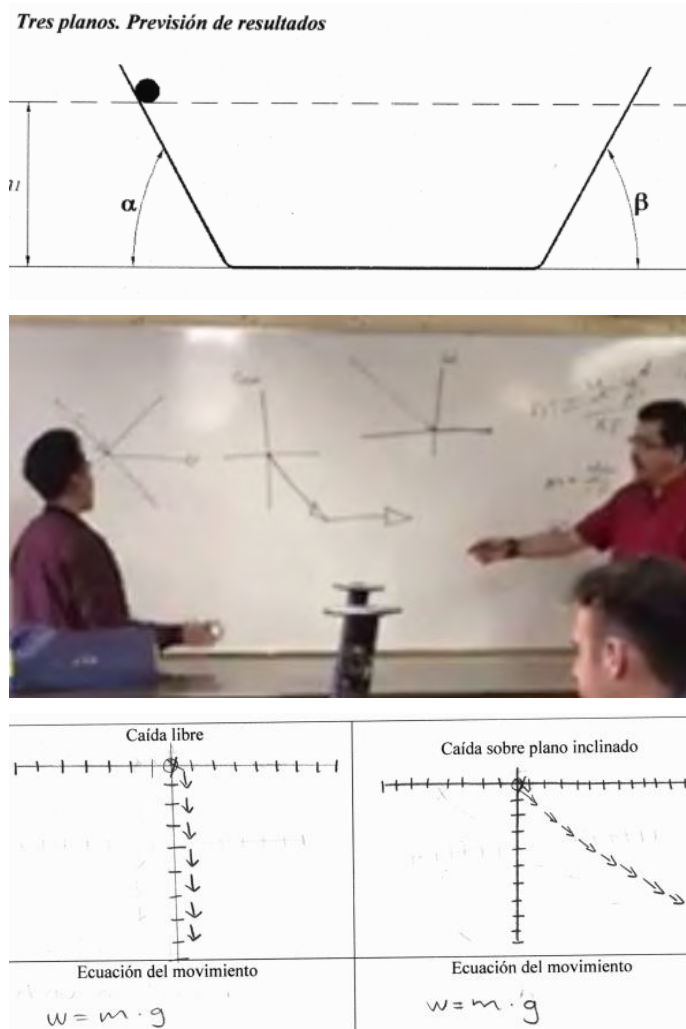 Tres planos. Previsión de resultados
α
β
Caída libre
Caída sobre plano inclinado
Ecuación del movimiento
Ecuación del movimiento
w = m · g
w = m · g